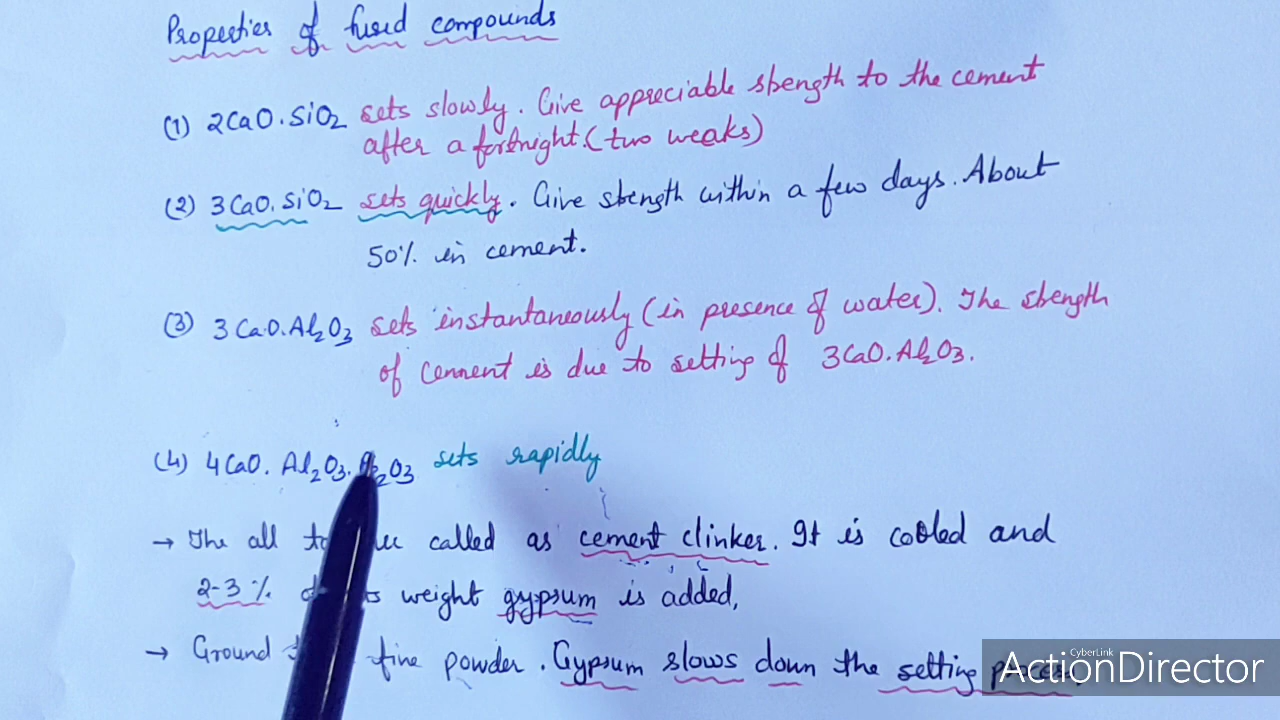 Properties of fused compounds
(1) 2CaO.SiO2 sets slowly. Give appreciable strength to the cement
after a fortnight.(two weaks)
(2) 3CaO.SiO2 sets quickly. Give strength within a few days. About
50% in cement.
(3) 3CaO.Al2O3 sets instantaneously (in presence of water). The strength
of cement is due to setting of 3CaO.Al2O3.
(4) 4CaO. Al2O3. 2O3 sets rapidly
→ The all called as cement clinker. It is cooled and
2-3 % weight gypsum is added,
→ Ground fine powder. Gypsum slows down the setting
CyberLink
ActionDirector